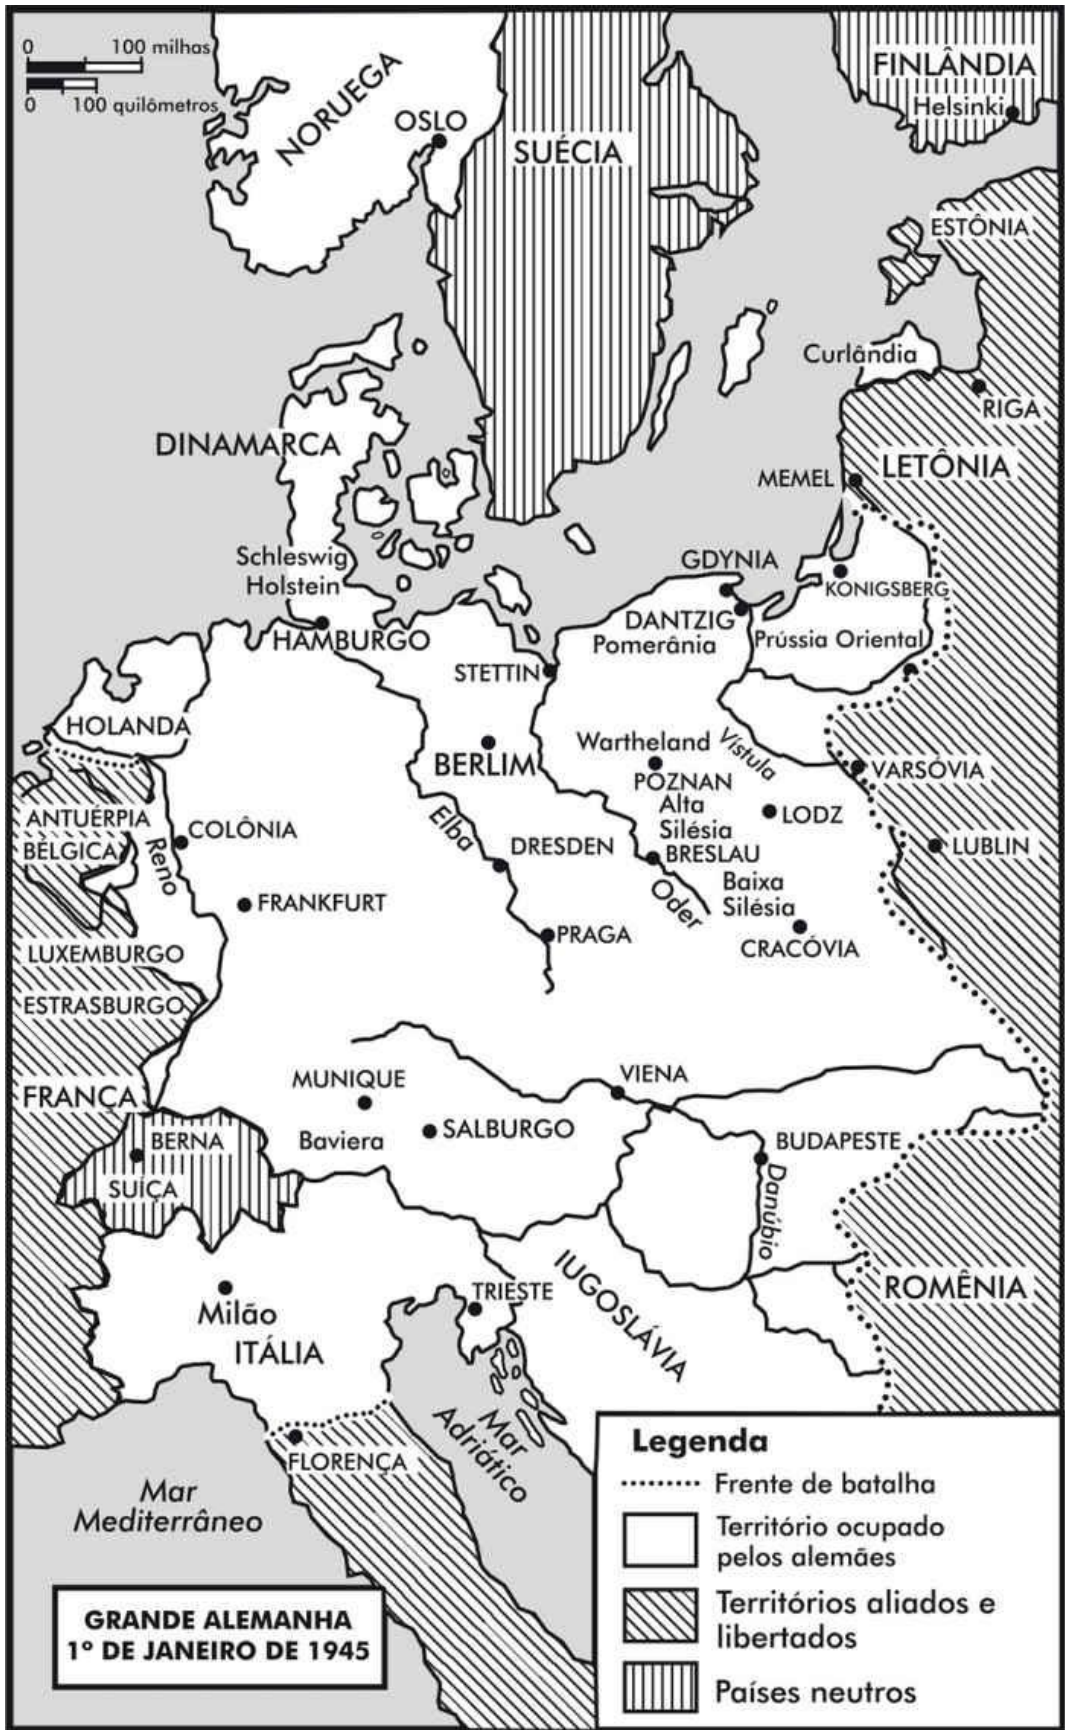 0 100 milhas
0 100 quilômetros
NORUEGA
OSLO
SUÉCIA
FINLÂNDIA
Helsinki
ESTÔNIA
Curlândia
RIGA
DINAMARCA
LETÔNIA
MEMEL
Schleswig
Holstein
GDYNIA
KONIGSBERG
HAMBURGO
DANTZIG
Pomerânia
Prússia Oriental
STETTIN
HOLANDA
BERLIM
Wartheland
Vístula
POZNAN
VARSÓVIA
ANTUÉRPIA
BÉLGICA
Reno
COLÔNIA
Elba
Alta
Silésia
LODZ
DRESDEN
BRESLAU
LUBLIN
FRANKFURT
Oder
Baixa
Silésia
PRAGA
CRACÓVIA
LUXEMBURGO
ESTRASBURGO
FRANÇA
MUNIQUE
VIENA
BERNA
Baviera
SALBURGO
BUDAPESTE
SUÍÇA
Danúbio
IUGOSLÁVIA
ROMÊNIA
TRIESTE
Milão
ITÁLIA
Mar
Adriático
FLORENÇA
Mar
Mediterrâneo
GRANDE ALEMANHA
1º DE JANEIRO DE 1945
Legenda
Frente de batalha
Território ocupado
pelos alemães
Territórios aliados e
libertados
Países neutros